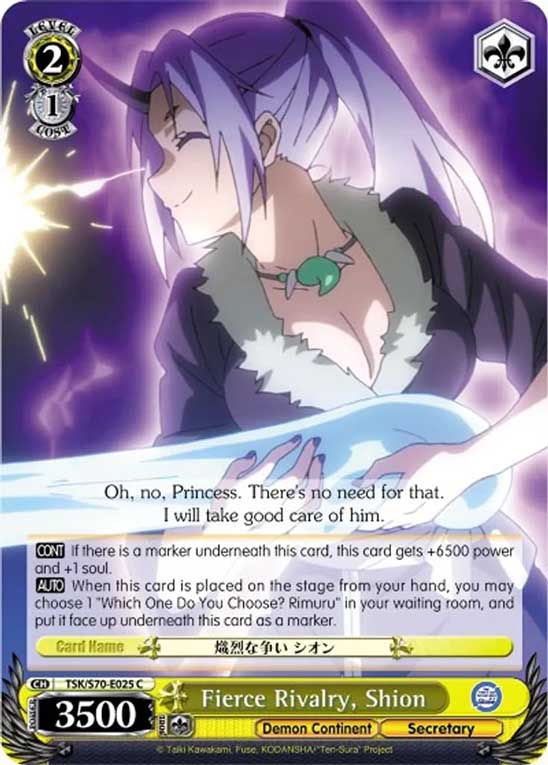 LEVEL
2
1
COST
Oh, no, Princess. There's no need for that.
I will take good care of him.
CONT If there is a marker underneath this card, this card gets +6500 power
and +1 soul.
AUTO When this card is placed on the stage from your hand, you may
choose 1 "Which One Do You Choose? Rimuru" in your waiting room, and
put it face up underneath this card as a marker.
Card Name 熾烈な争い シオン
CH TSK/S70-E025 C
Fierce Rivalry, Shion
POWER 3500 SOUL
Demon Continent Secretary
© Taiki Kawakami, Fuse, KODANSHA/"Ten-Sura" Project